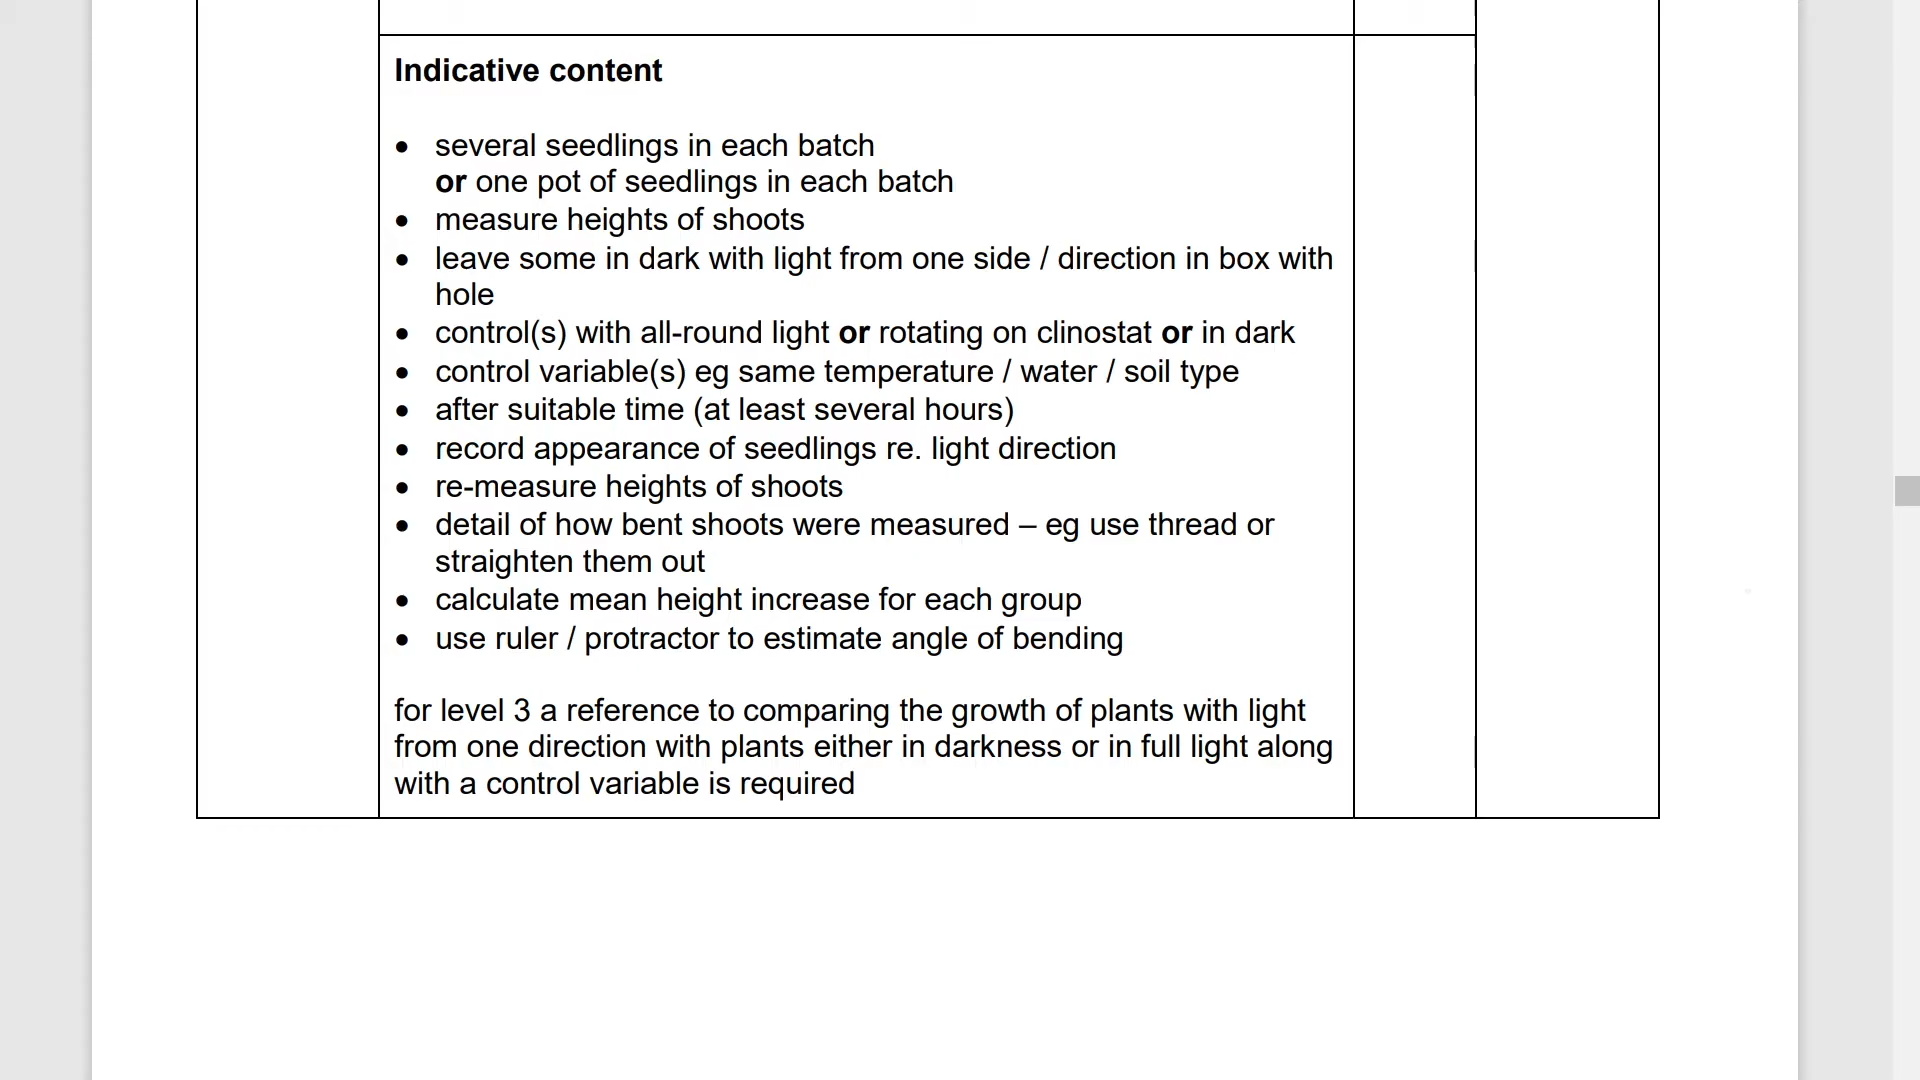 Indicative content
• several seedlings in each batch
or one pot of seedlings in each batch
• measure heights of shoots
• leave some in dark with light from one side / direction in box with
hole
• control(s) with all-round light or rotating on clinostat or in dark
• control variable(s) eg same temperature / water / soil type
• after suitable time (at least several hours)
• record appearance of seedlings re. light direction
• re-measure heights of shoots
• detail of how bent shoots were measured – eg use thread or
straighten them out
• calculate mean height increase for each group
• use ruler / protractor to estimate angle of bending
for level 3 a reference to comparing the growth of plants with light
from one direction with plants either in darkness or in full light along
with a control variable is required